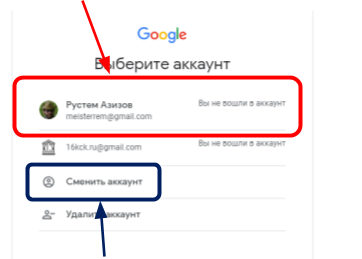 Google
Выберите аккаунт
Рустем Азизов
Вы не вошли в аккаунт
meisterrem@gmail.com
16kck.ru@gmail.com
Вы не вошли в аккаунт
Сменить аккаунт
Удалить аккаунт